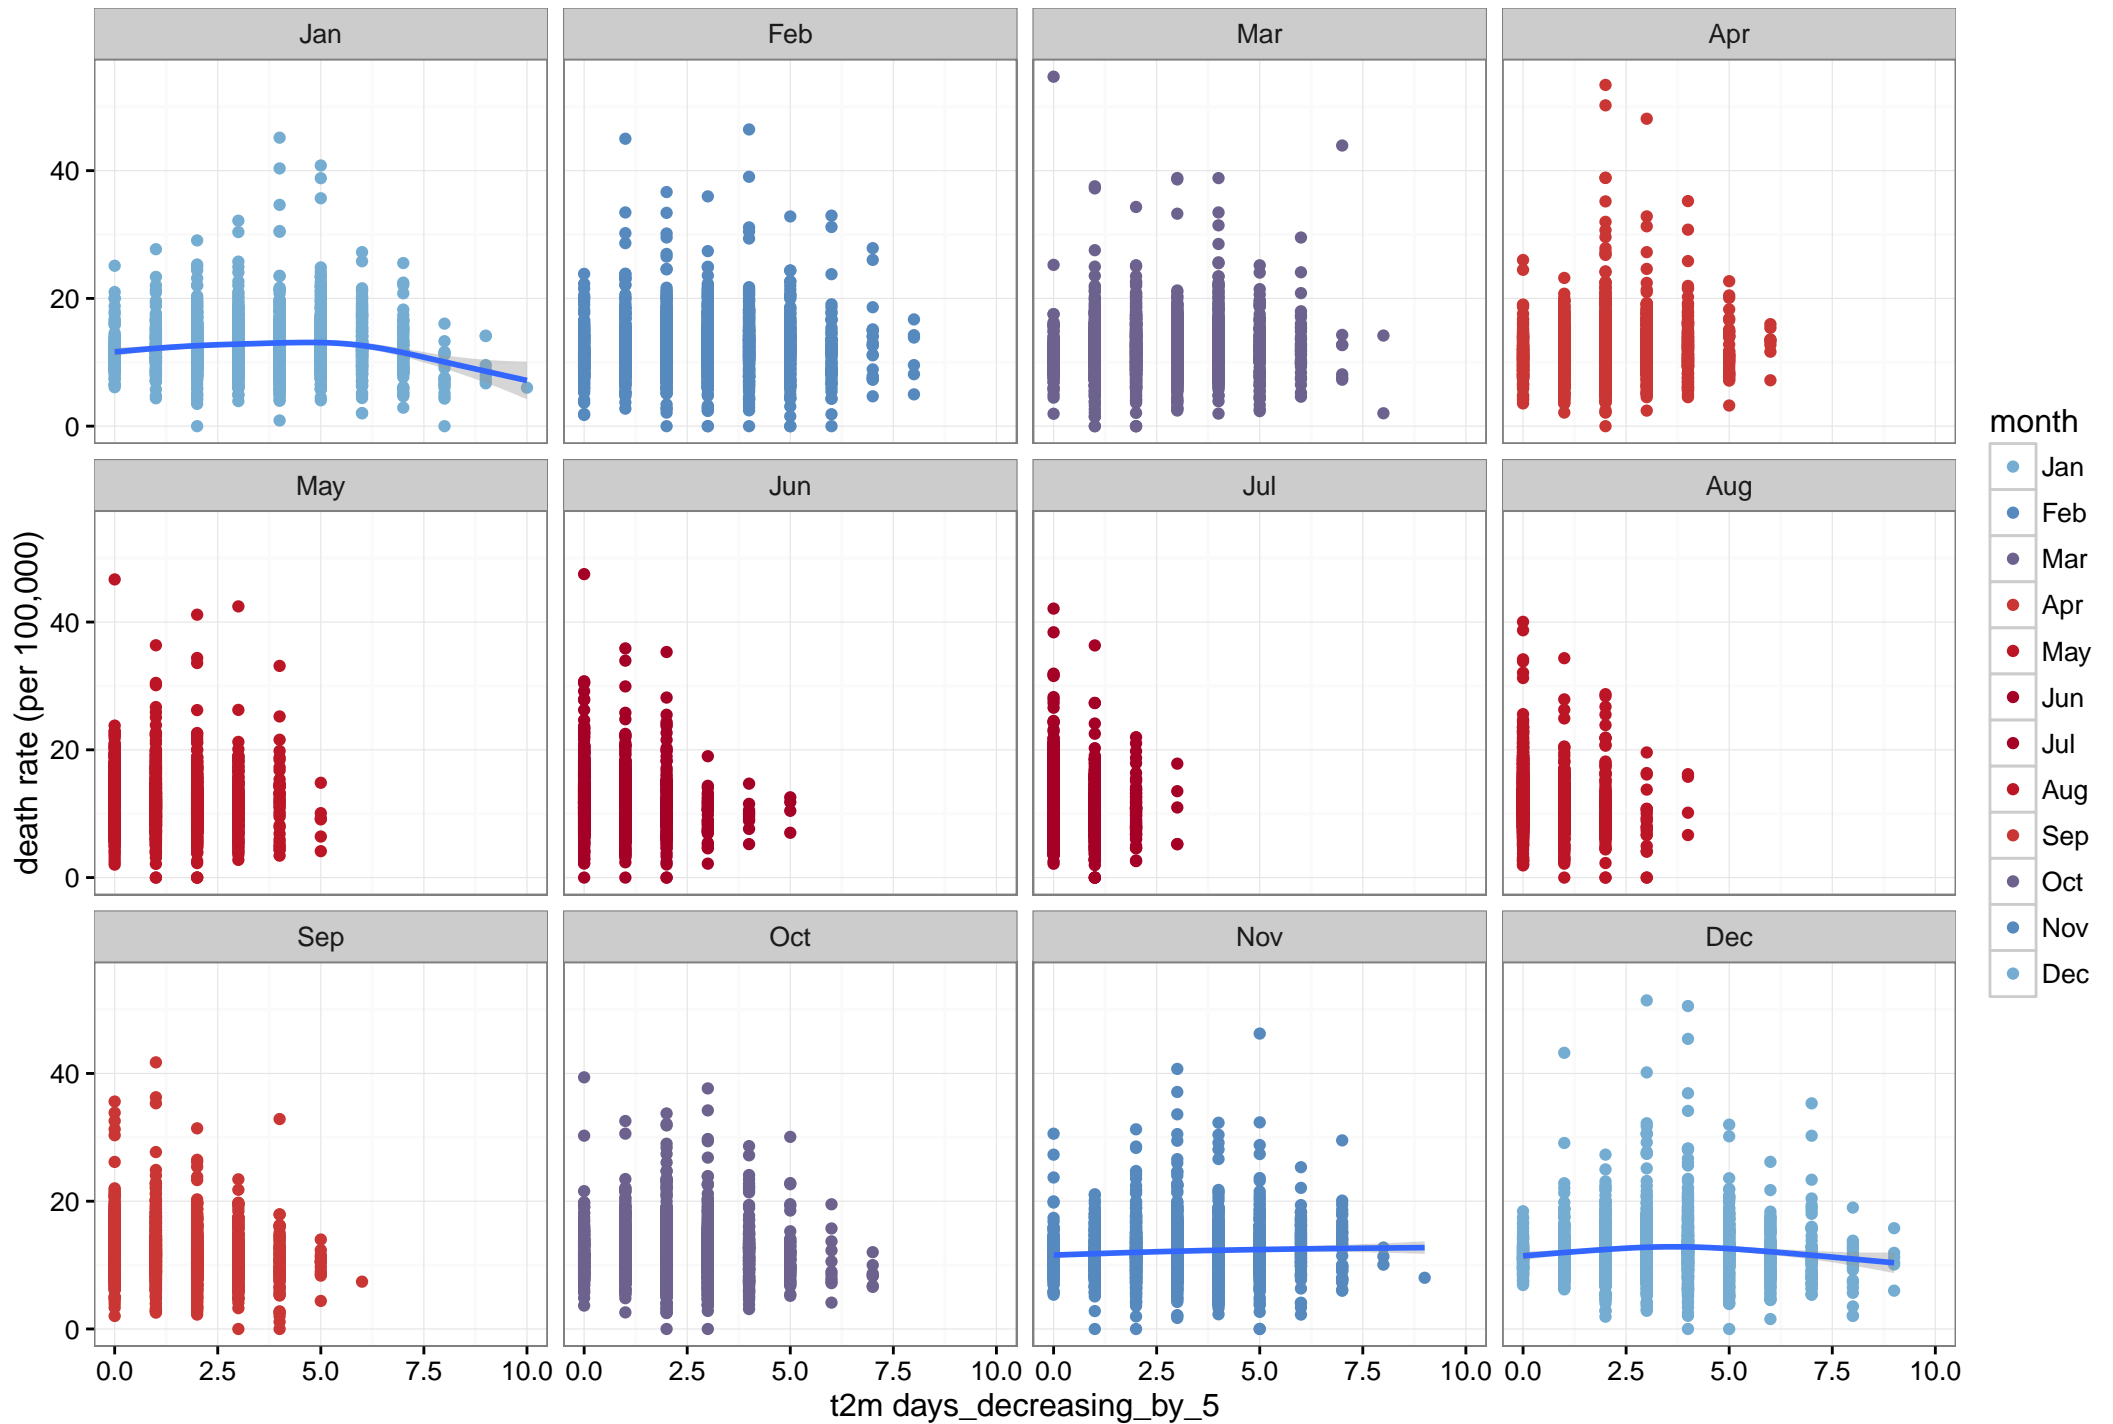 Jan Feb Mar Apr
40
20
0
May Jun Jul Aug
40
20
0
Sep Oct Nov Dec
40
20
0
0.0 2.5 5.0 7.5 10.0 0.0 2.5 5.0 7.5 10.0 0.0 2.5 5.0 7.5 10.0 0.0 2.5 5.0 7.5 10.0
t2m days_decreasing_by_5
death rate (per 100,000)
month
Jan
Feb
Mar
Apr
May
Jun
Jul
Aug
Sep
Oct
Nov
Dec